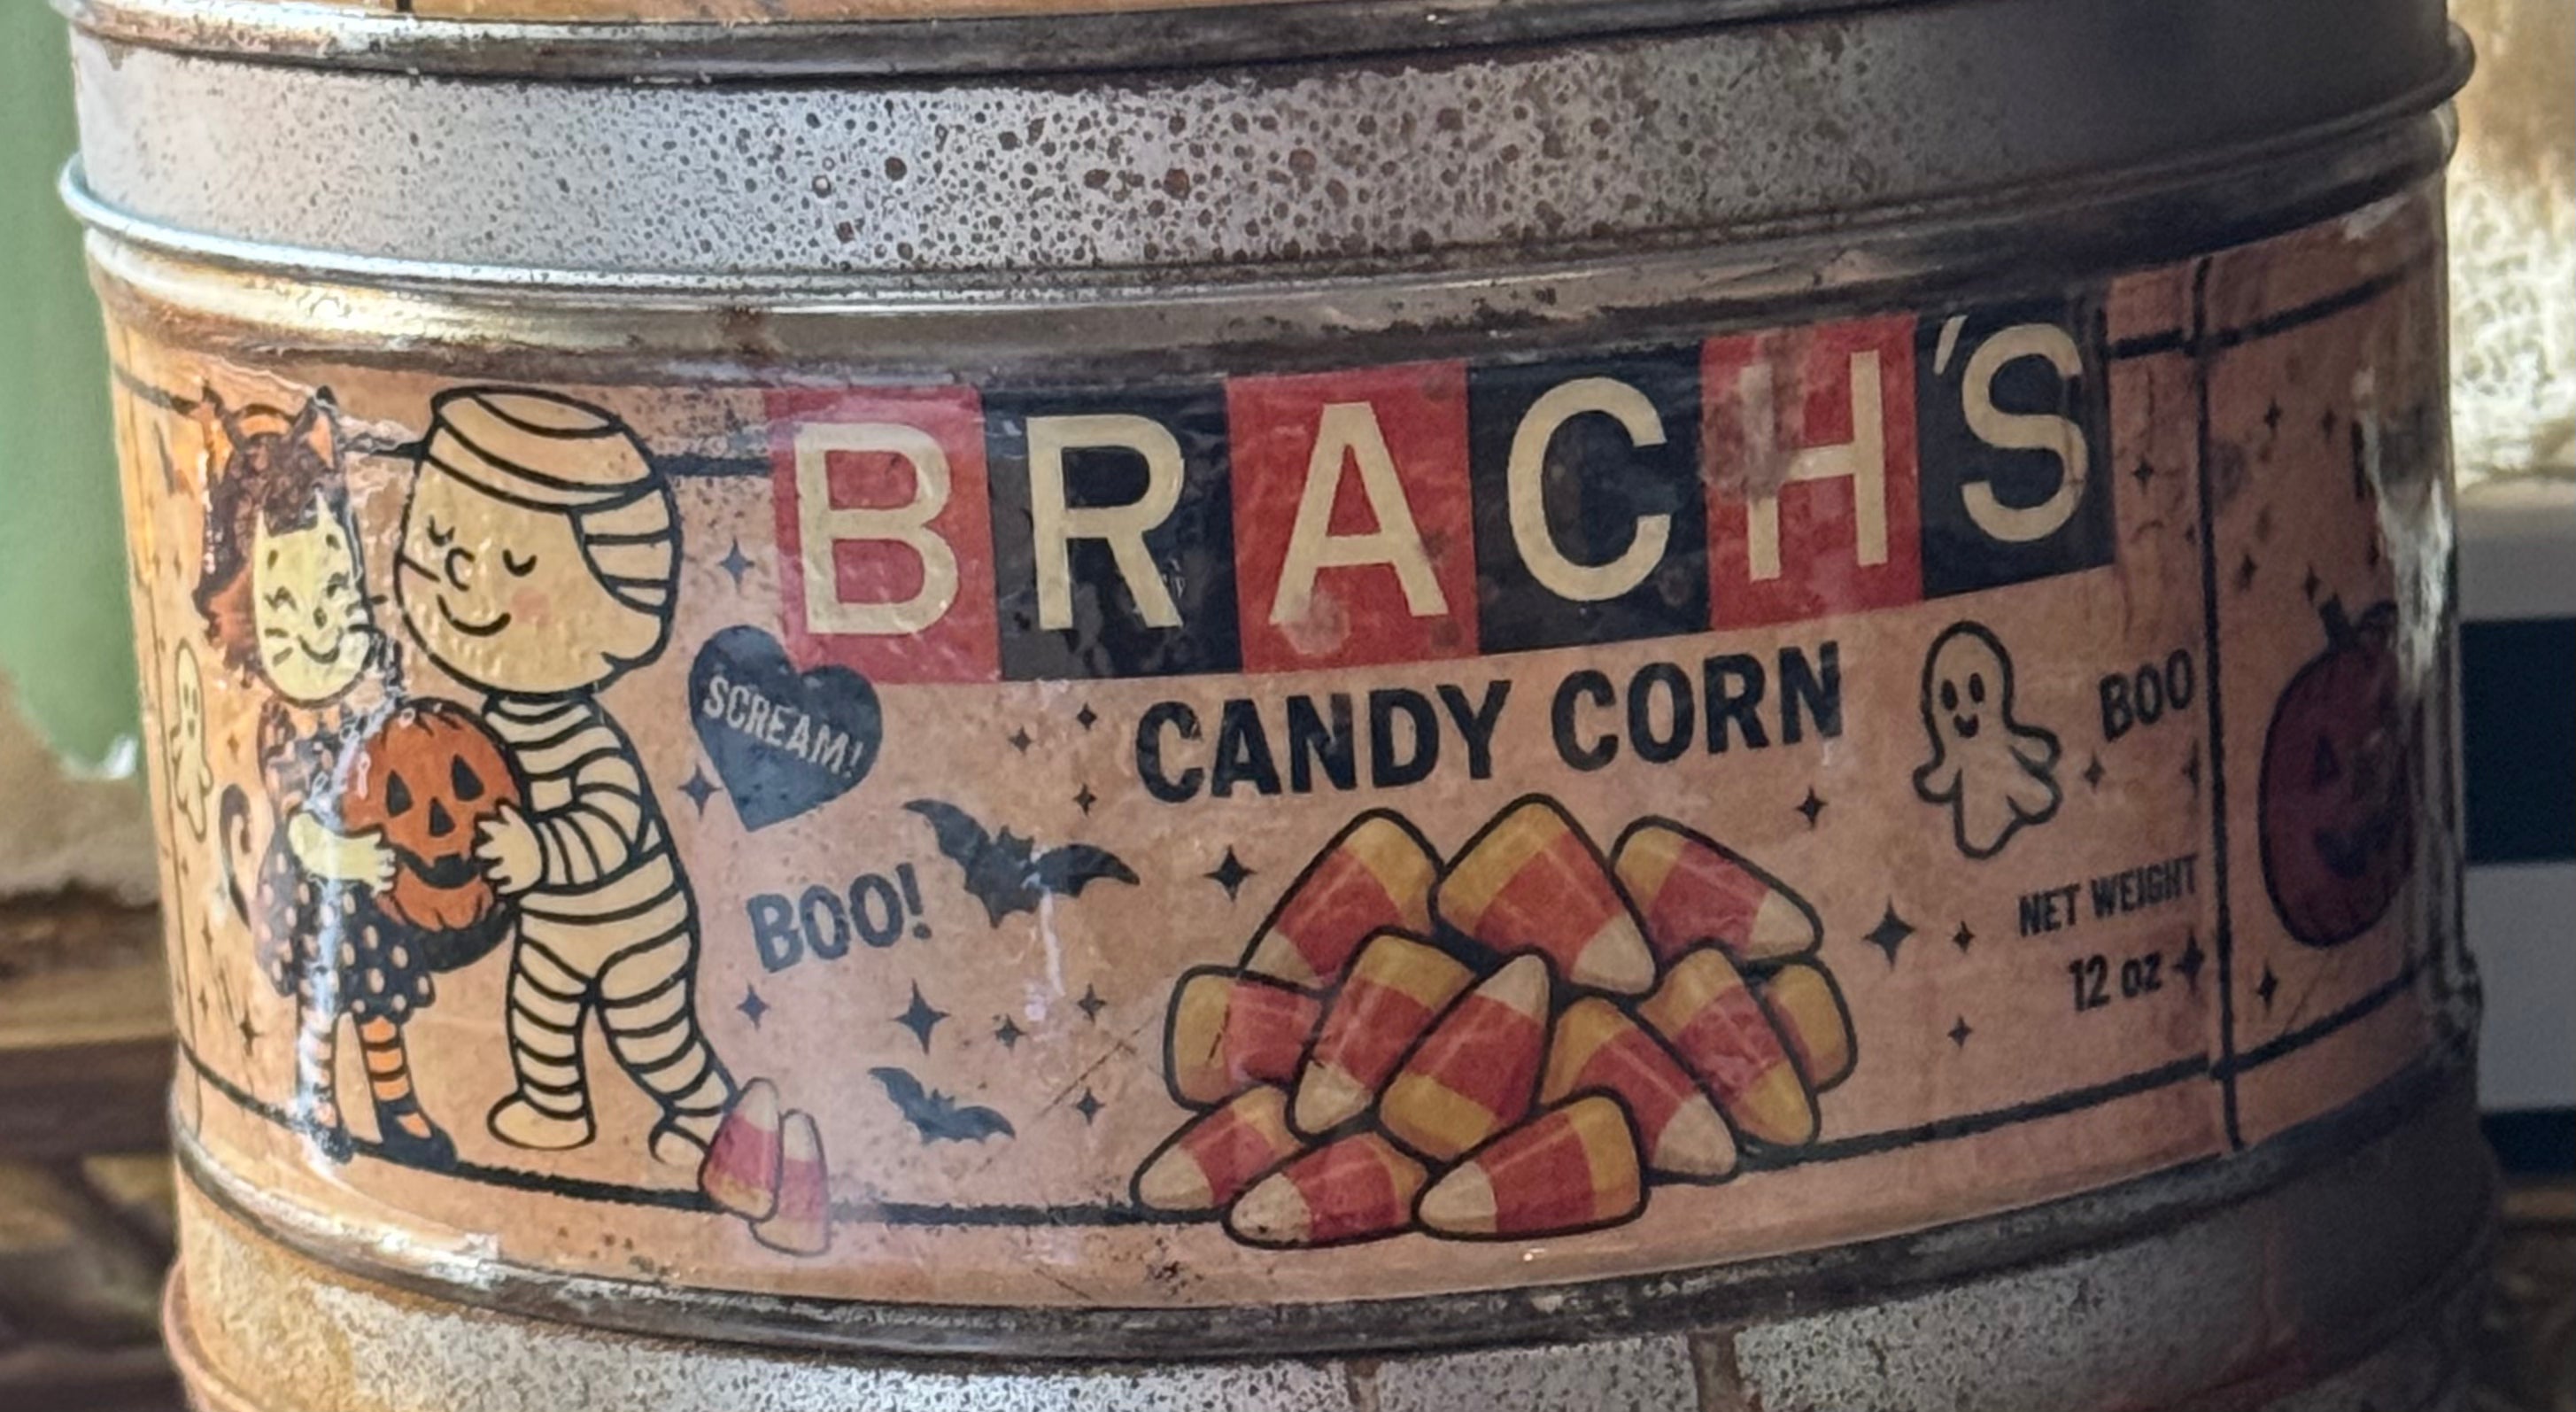 BRACH'S
CANDY CORN
SCREAM!
BOO!
BOO
NET WEIGHT
12 oz